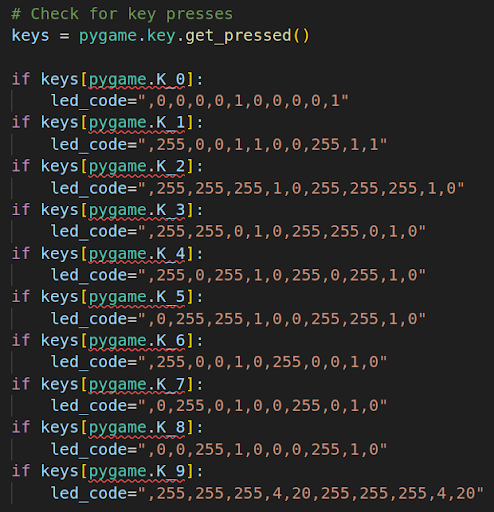 # Check for key presses
keys = pygame.key.get_pressed()
if keys[pygame.K_0]:
led_code=",0,0,0,0,1,0,0,0,0,1"
if keys[pygame.K_1]:
led_code=",255,0,0,1,1,0,0,255,1,1"
if keys[pygame.K_2]:
led_code=",255,255,255,1,0,255,255,255,1,0"
if keys[pygame.K_3]:
led_code=",255,255,0,1,0,255,255,0,1,0"
if keys[pygame.K_4]:
led_code=",255,0,255,1,0,255,0,255,1,0"
if keys[pygame.K_5]:
led_code=",0,255,255,1,0,0,255,255,1,0"
if keys[pygame.K_6]:
led_code=",255,0,0,1,0,255,0,0,1,0"
if keys[pygame.K_7]:
led_code=",0,255,0,1,0,0,255,0,1,0"
if keys[pygame.K_8]:
led_code=",0,0,255,1,0,0,0,255,1,0"
if keys[pygame.K_9]:
led_code=",255,255,255,4,20,255,255,255,4,20"